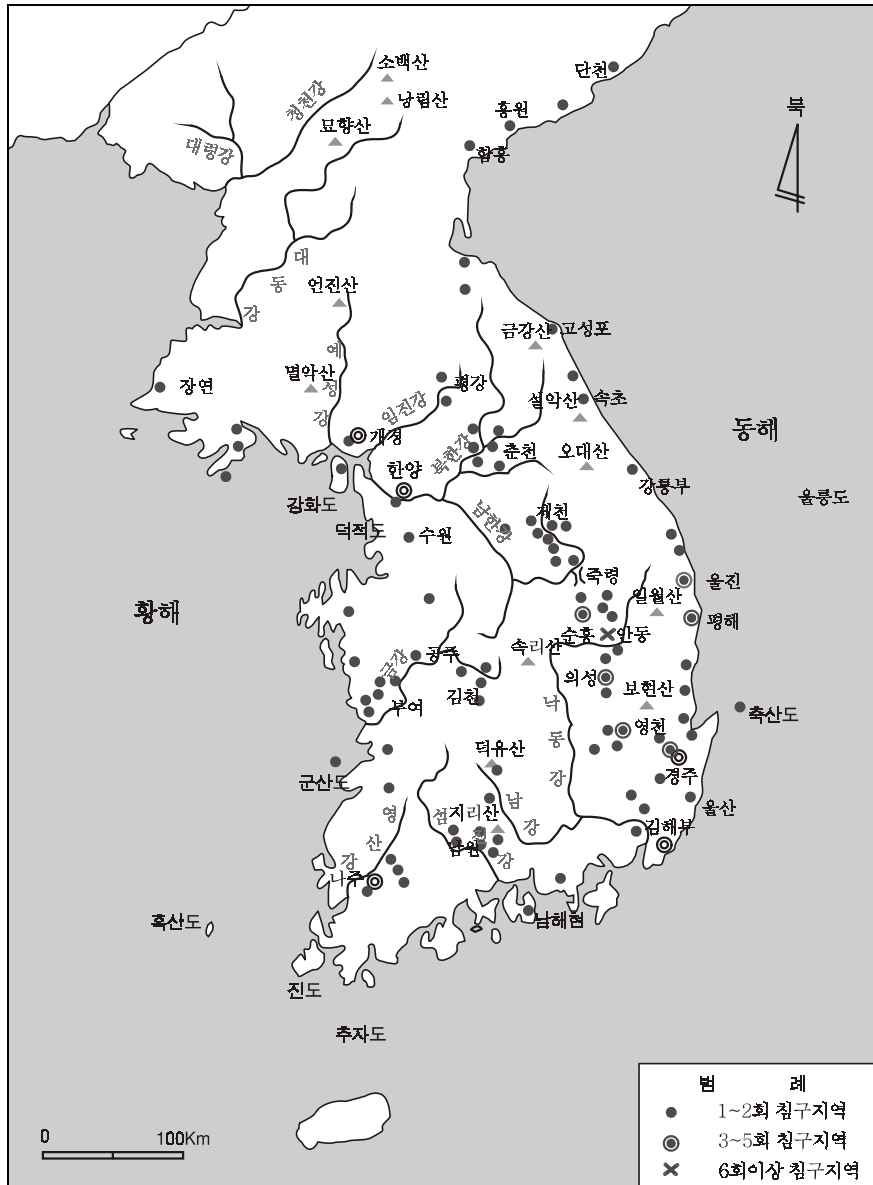 소백산
단천
낭림산
청천강
홍원
북
묘향산
대령강
함흥
대동강
언진산
금강산
고성포
예성강
평강
멸악산
장연
임진강
설악산
속초
개경
동해
북한강
춘천
오대산
한양
강릉부
울릉도
강화도
제천
덕적도
수원
남한강
죽령
울진
일월산
황해
평해
순흥
안동
속리산
공주
금강
의성
보현산
김천
부여
낙동강
축산도
영천
덕유산
경주
군산도
울산
영산강
섬진강
지리산
남강
김해부
남원
나주
흑산도
남해현
진도
추자도
범 례
1~2회 침구지역
0 100Km
3~5회 침구지역
6회이상 침구지역